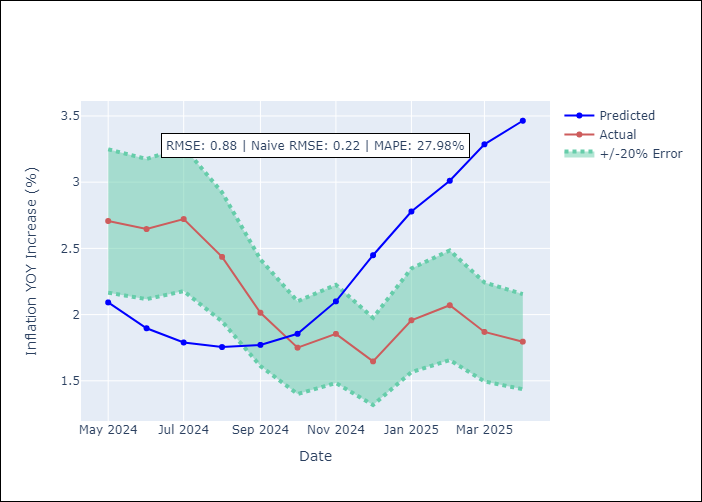 RMSE: 0.88 | Naive RMSE: 0.22 | MAPE: 27.98%
Predicted
Actual
+/-20% Error
3.5
3
2.5
2
1.5
Inflation YOY Increase (%)
May 2024
Jul 2024
Sep 2024
Nov 2024
Jan 2025
Mar 2025
Date